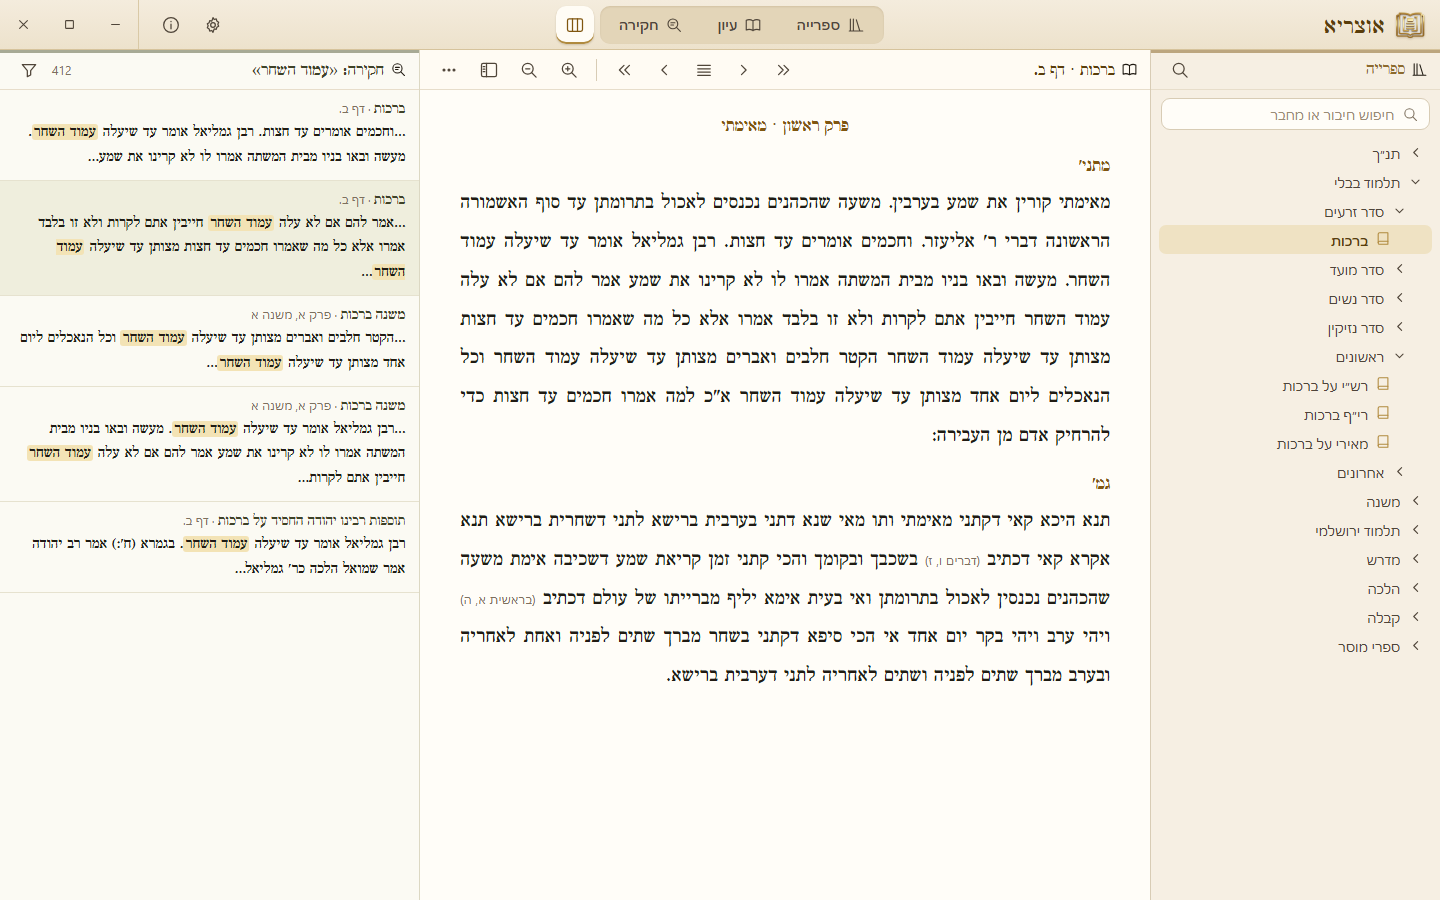 אוצריא
ספרייה
עיון
חקירה
ספרייה
חיפוש חיבור או מחבר
תנ״ך
תלמוד בבלי
סדר זרעים
ברכות
סדר מועד
סדר נשים
סדר נזיקין
ראשונים
רש״י על ברכות
רי״ף ברכות
מאירי על ברכות
אחרונים
משנה
תלמוד ירושלמי
מדרש
הלכה
קבלה
ספרי מוסר
ברכות · דף ב.
פרק ראשון · מאימתי
מתני׳
מאימתי קורין את שמע בערבין. משעה שהכהנים נכנסים לאכול בתרומתן עד סוף האשמורה
הראשונה דברי ר׳ אליעזר. וחכמים אומרים עד חצות. רבן גמליאל אומר עד שיעלה עמוד
השחר. מעשה ובאו בניו מבית המשתה אמרו לו לא קרינו את שמע אמר להם אם לא עלה
עמוד השחר חייבין אתם לקרות ולא זו בלבד אמרו אלא כל מה שאמרו חכמים עד חצות
מצותן עד שיעלה עמוד השחר הקטר חלבים ואברים מצותן עד שיעלה עמוד השחר וכל
הנאכלים ליום אחד מצותן עד שיעלה עמוד השחר א״כ למה אמרו חכמים עד חצות כדי
להרחיק אדם מן העבירה:
גמ׳
תנא היכא קאי דקתני מאימתי ותו מאי שנא דתני בערבית ברישא לתני דשחרית ברישא תנא
אקרא קאי דכתיב (דברים ו, ז) בשכבך ובקומך והכי קתני זמן קריאת שמע דשכיבה אימת משעה
שהכהנים נכנסין לאכול בתרומתן ואי בעית אימא יליף מברייתו של עולם דכתיב (בראשית א, ה)
ויהי ערב ויהי בקר יום אחד אי הכי סיפא דקתני בשחר מברך שתים לפניה ואחת לאחריה
ובערב מברך שתים לפניה ושתים לאחריה לתני דערבית ברישא.
חקירה: «עמוד השחר»
412
ברכות · דף ב.
...וחכמים אומרים עד חצות. רבן גמליאל אומר עד שיעלה עמוד השחר.
מעשה ובאו בניו מבית המשתה אמרו לו לא קרינו את שמע...
ברכות · דף ב.
...אמר להם אם לא עלה עמוד השחר חייבין אתם לקרות ולא זו בלבד
אמרו אלא כל מה שאמרו חכמים עד חצות מצותן עד שיעלה עמוד
השחר...
משנה ברכות · פרק א, משנה א
...הקטר חלבים ואברים מצותן עד שיעלה עמוד השחר וכל הנאכלים ליום
אחד מצותן עד שיעלה עמוד השחר...
משנה ברכות · פרק א, משנה א
...רבן גמליאל אומר עד שיעלה עמוד השחר. מעשה ובאו בניו מבית
המשתה אמרו לו לא קרינו את שמע אמר להם אם לא עלה עמוד השחר
חייבין אתם לקרות...
תוספות רבינו יהודה החסיד על ברכות · דף ב.
רבן גמליאל אומר עד שיעלה עמוד השחר. בגמרא (ח׳:) אמר רב יהודה
אמר שמואל הלכה כר׳ גמליאל...